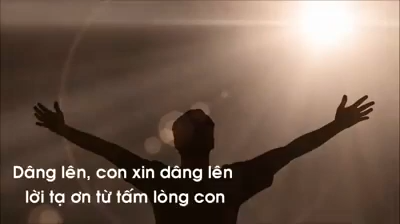 Dâng lên, con xin dâng lên
lời tạ ơn từ tấm lòng con